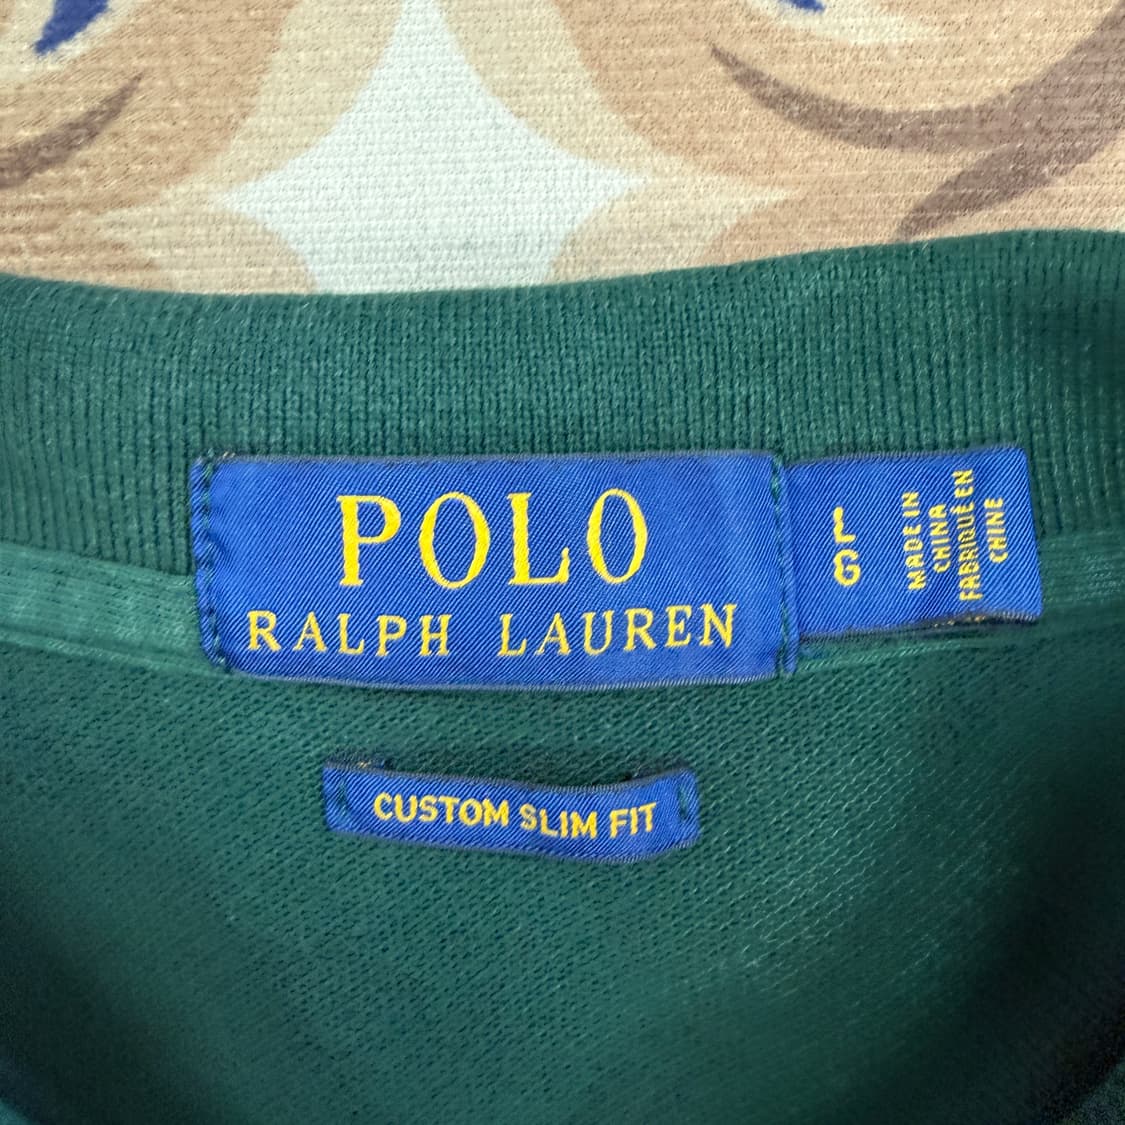 POLO
RALPH LAUREN
L
G
MADE IN
CHINA
FABRIQUÉ EN
CHINE
CUSTOM SLIM FIT